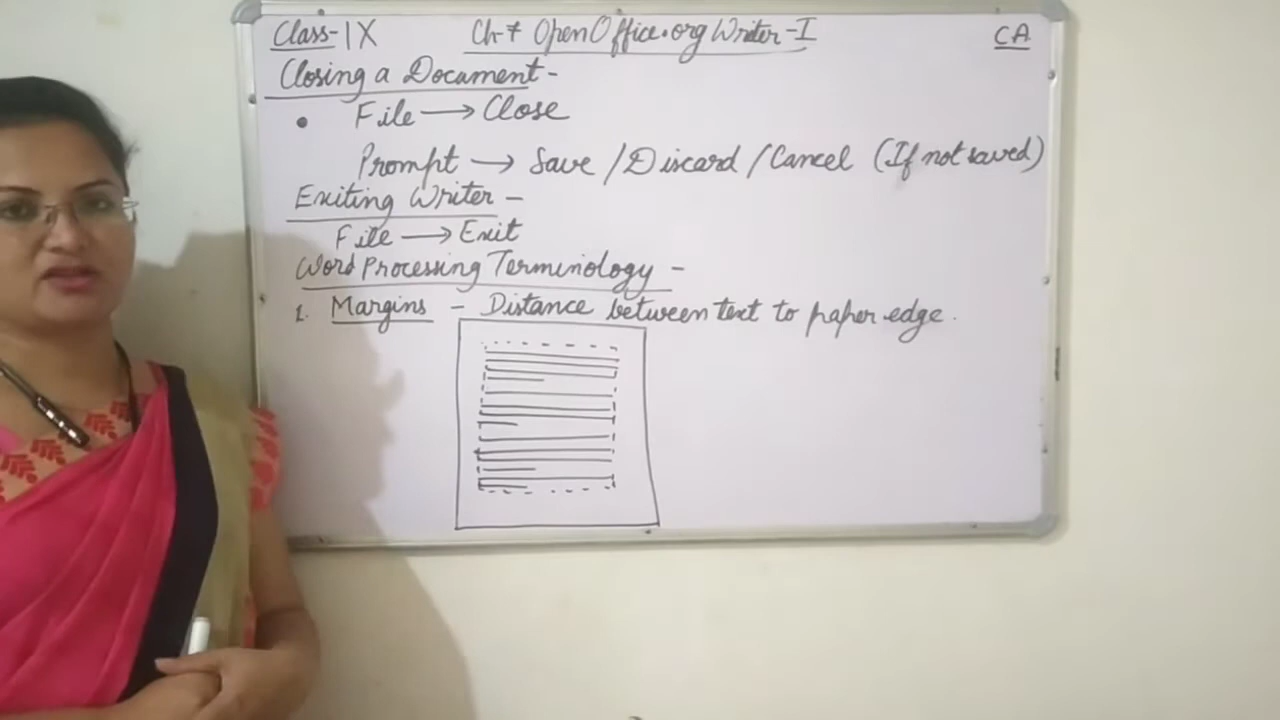 Class-IX Ch-7 OpenOffice.org Writer-I CA
Closing a Document -
• File → Close
Prompt → Save / Discard / Cancel (If not saved)
Exiting Writer -
File → Exit
Word Processing Terminology -
1. Margins - Distance between text to paper edge.